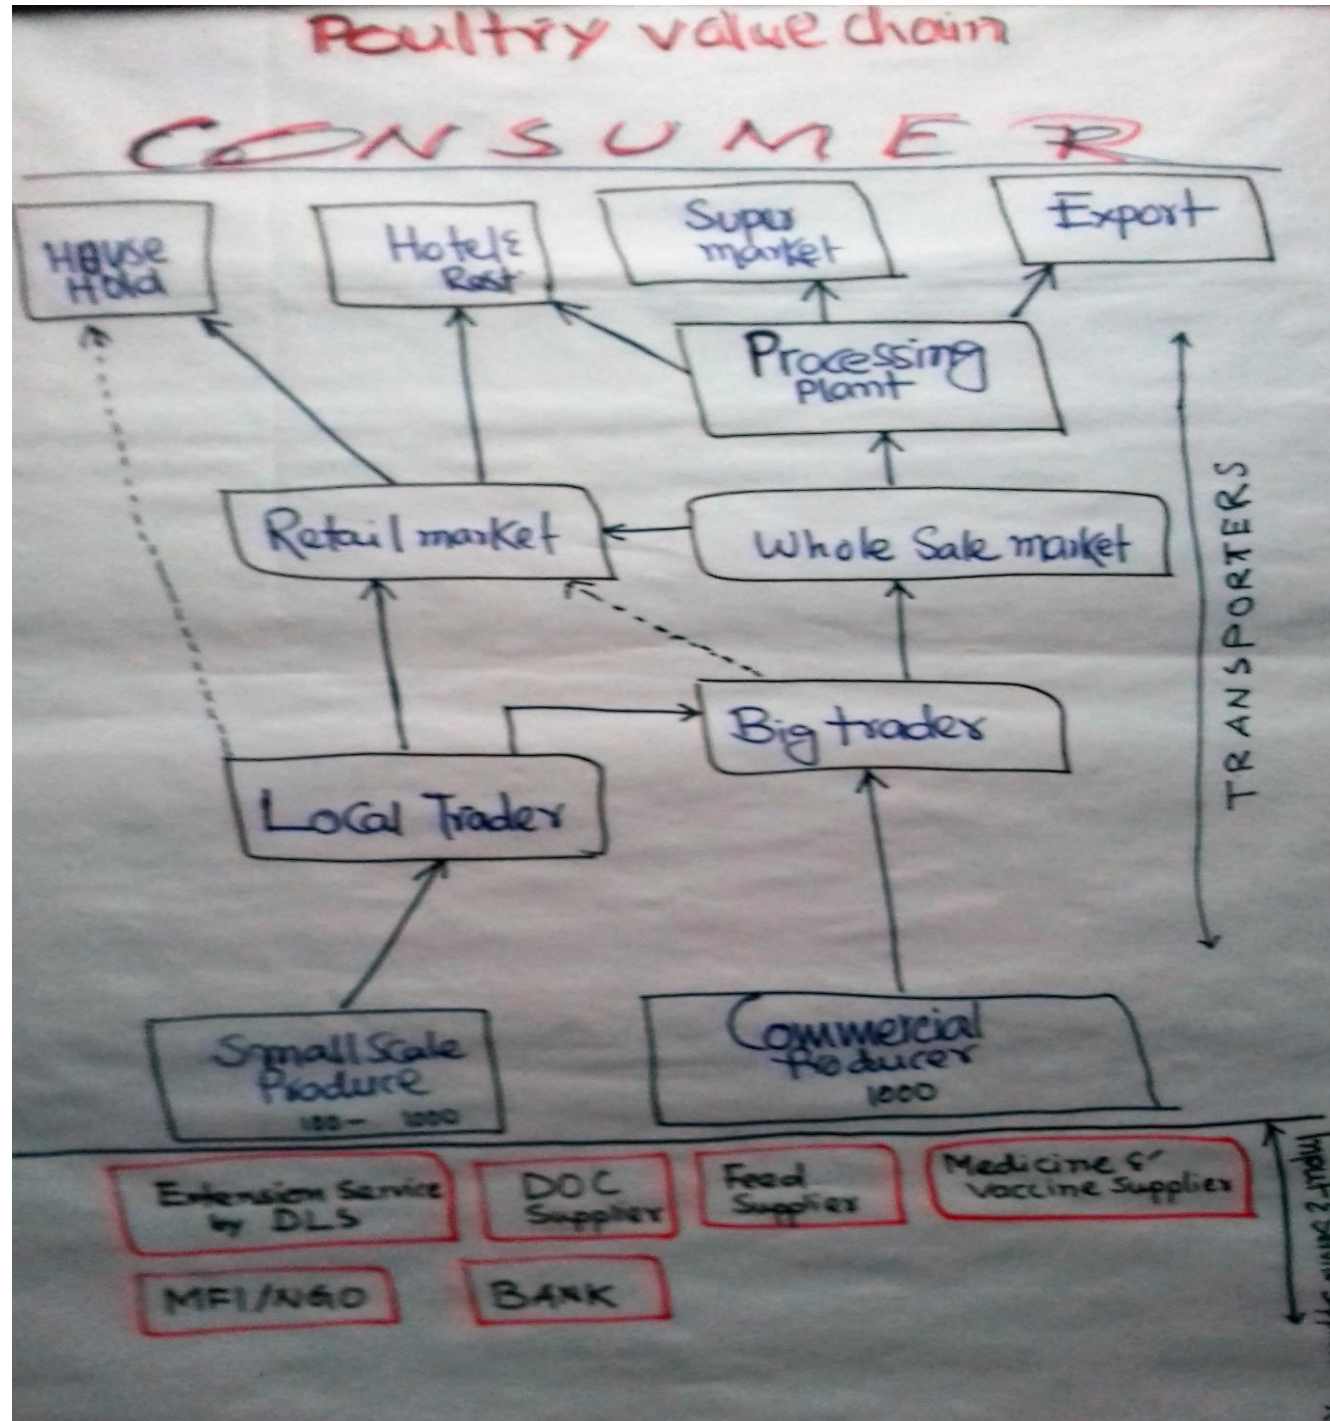 Poultry value chain
CONSUMER
House
Hold
Hotel &
Rest
Super
market
Export
Processing
Plant
Retail market
Whole Sale market
TRANSPORTERS
Big trader
Local Trader
Small Scale
Produce
100- 1000
Commercial
Producer
1000
Extension Service
by DLS
DOC
Supplier
Feed
Supplier
Medicine &
Vaccine Supplier
MFI/NGO
BANK